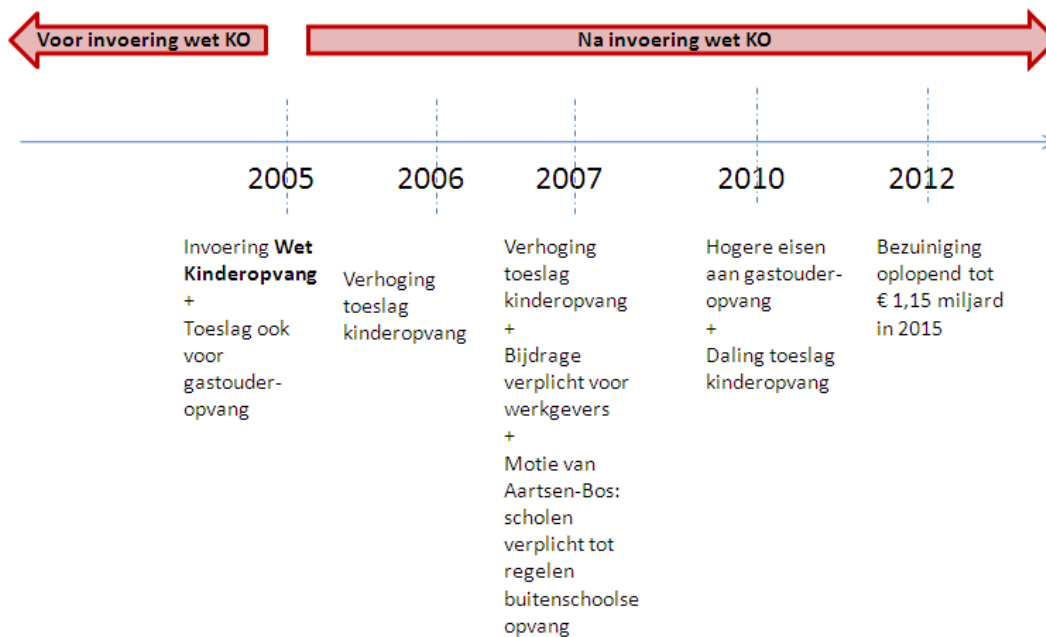 Voor invoering wet KO
Na invoering wet KO
2005
2006
2007
2010
2012
Invoering Wet
Kinderopvang
+
Toeslag ook
voor
gastouder-
opvang
Verhoging
toeslag
kinderopvang
Verhoging
toeslag
kinderopvang
+
Bijdrage
verplicht voor
werkgevers
+
Motie van
Aartsen-Bos:
scholen
verplicht tot
regelen
buitenschoolse
opvang
Hogere eisen
aan gastouder-
opvang
+
Daling toeslag
kinderopvang
Bezuiniging
oplopend tot
€ 1,15 miljard
in 2015